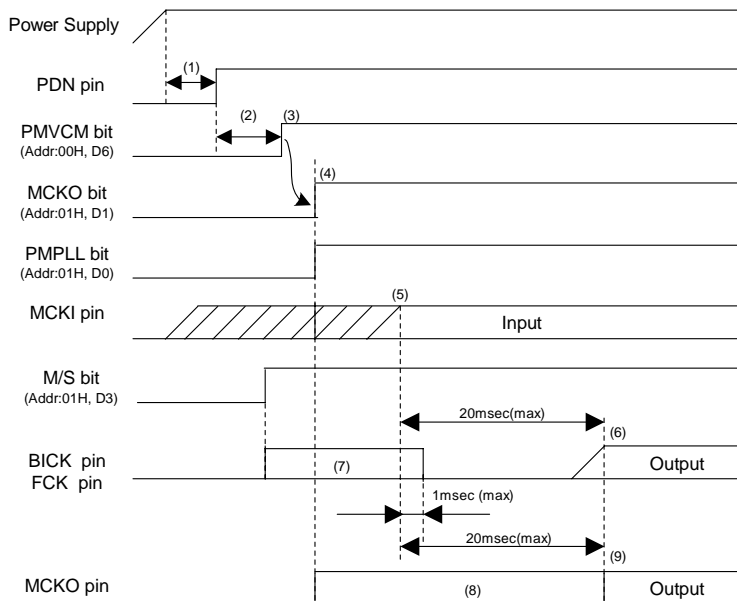 Power Supply
(1)
PDN pin
(2)
(3)
PMVCM bit
(Addr:00H, D6)
(4)
MCKO bit
(Addr:01H, D1)
PMPLL bit
(Addr:01H, D0)
(5)
MCKI pin
Input
M/S bit
(Addr:01H, D3)
20msec(max)
(6)
BICK pin
FCK pin
(7)
Output
1msec (max)
20msec(max)
(9)
MCKO pin
(8)
Output